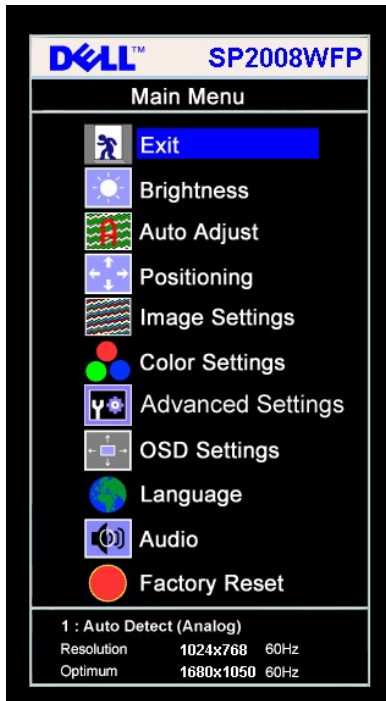 DELL™ SP2008WFP
Main Menu
Exit
Brightness
Auto Adjust
Positioning
Image Settings
Color Settings
Advanced Settings
OSD Settings
Language
Audio
Factory Reset
1 : Auto Detect (Analog)
Resolution 1024x768 60Hz
Optimum 1680x1050 60Hz